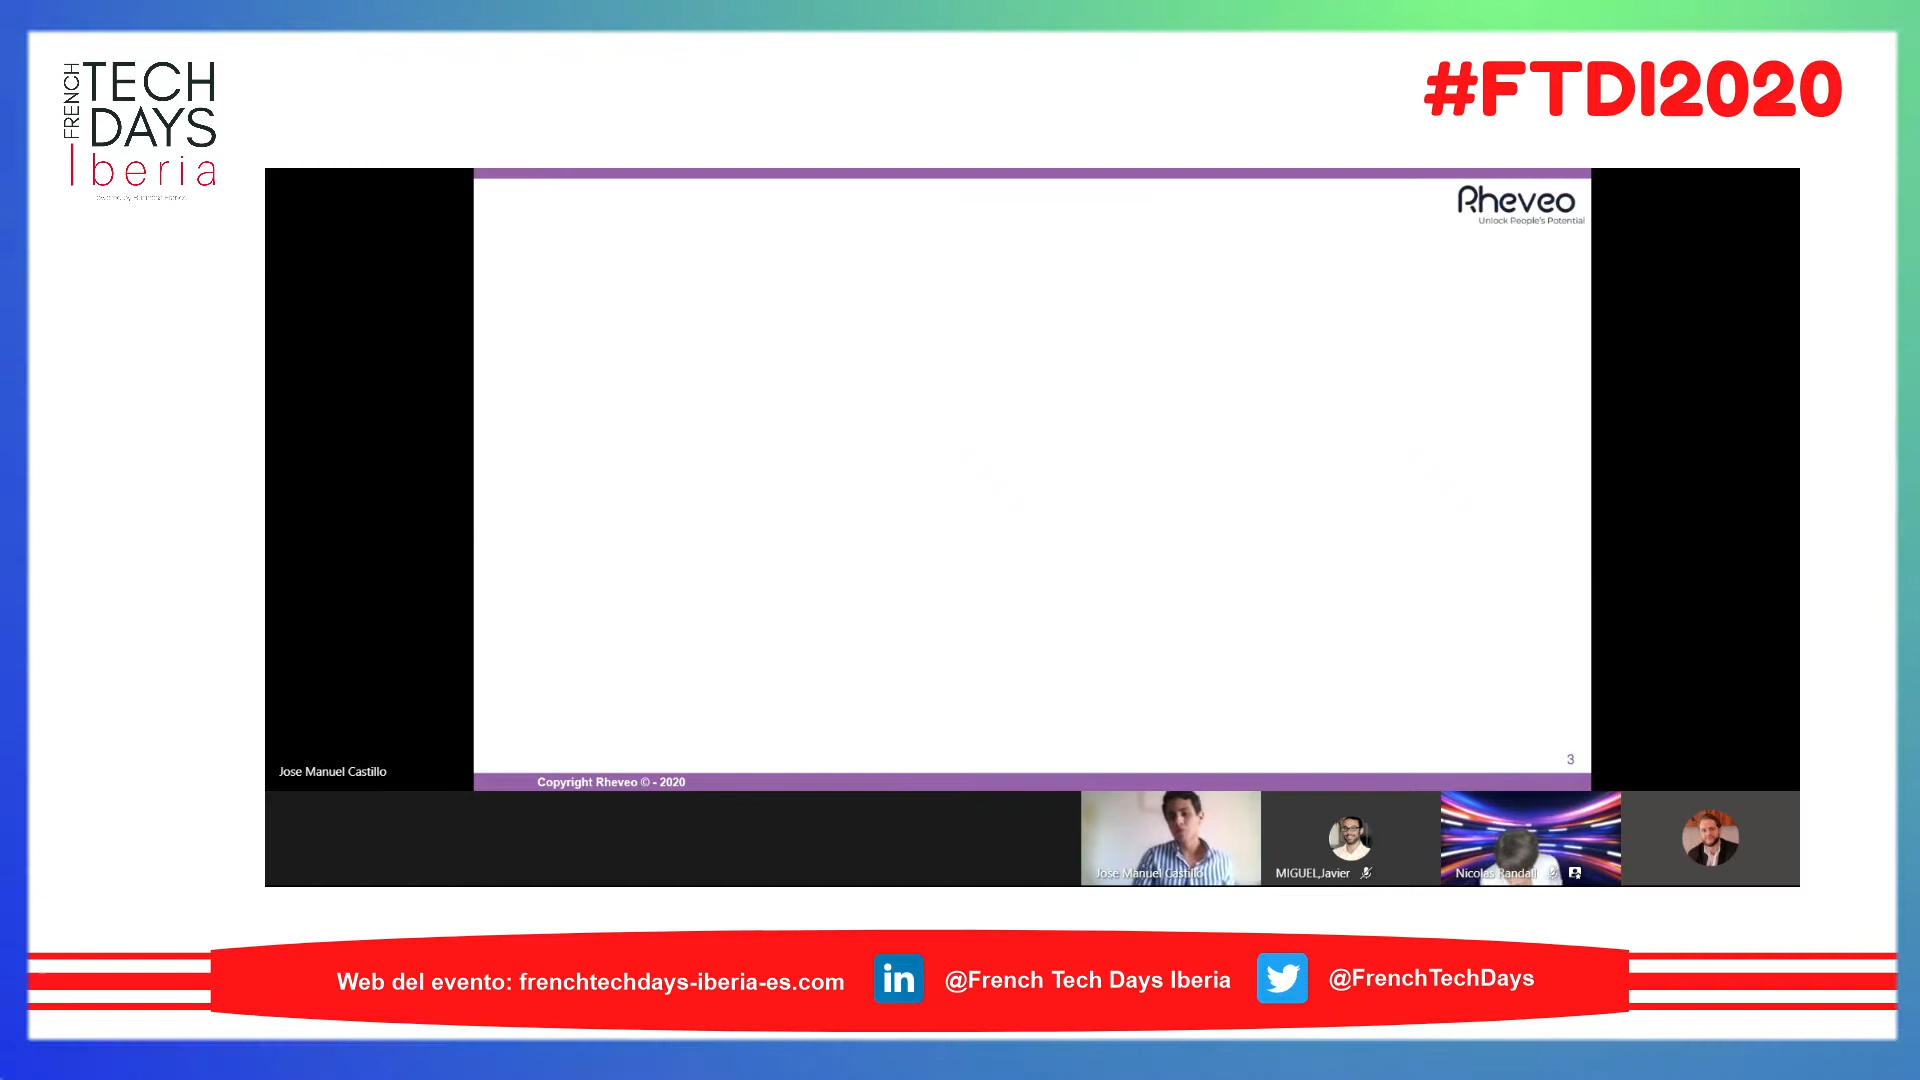 FRENCH
TECH
DAYS
Iberia
#FTDI2020
Rheveo
Unlock People's Potential
3
Jose Manuel Castillo
Copyright Rheveo © - 2020
Jose Manuel Castillo
MIGUEL,Javier
Nicolas Randall
Web del evento: frenchtechdays-iberia-es.com
in
@French Tech Days Iberia
@FrenchTechDays